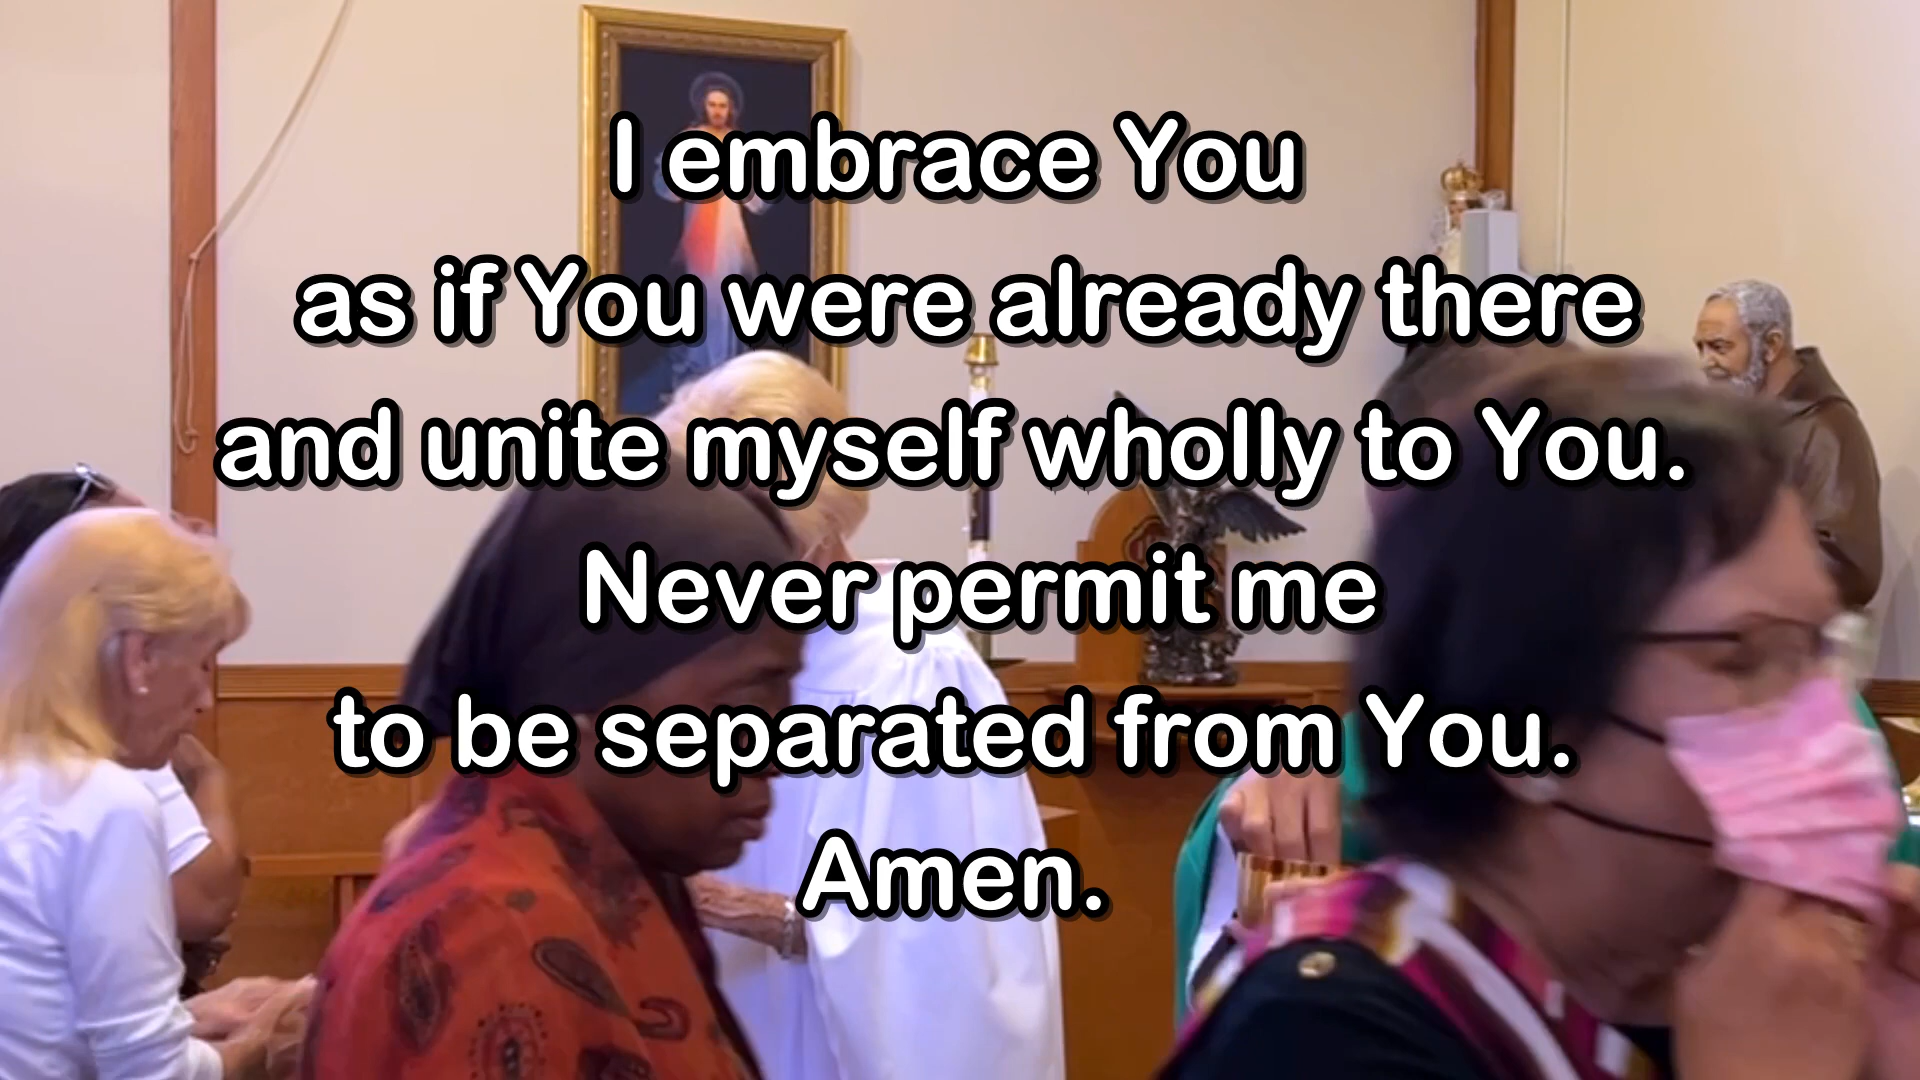 I embrace You
as if You were already there
and unite myself wholly to You.
Never permit me
to be separated from You.
Amen.